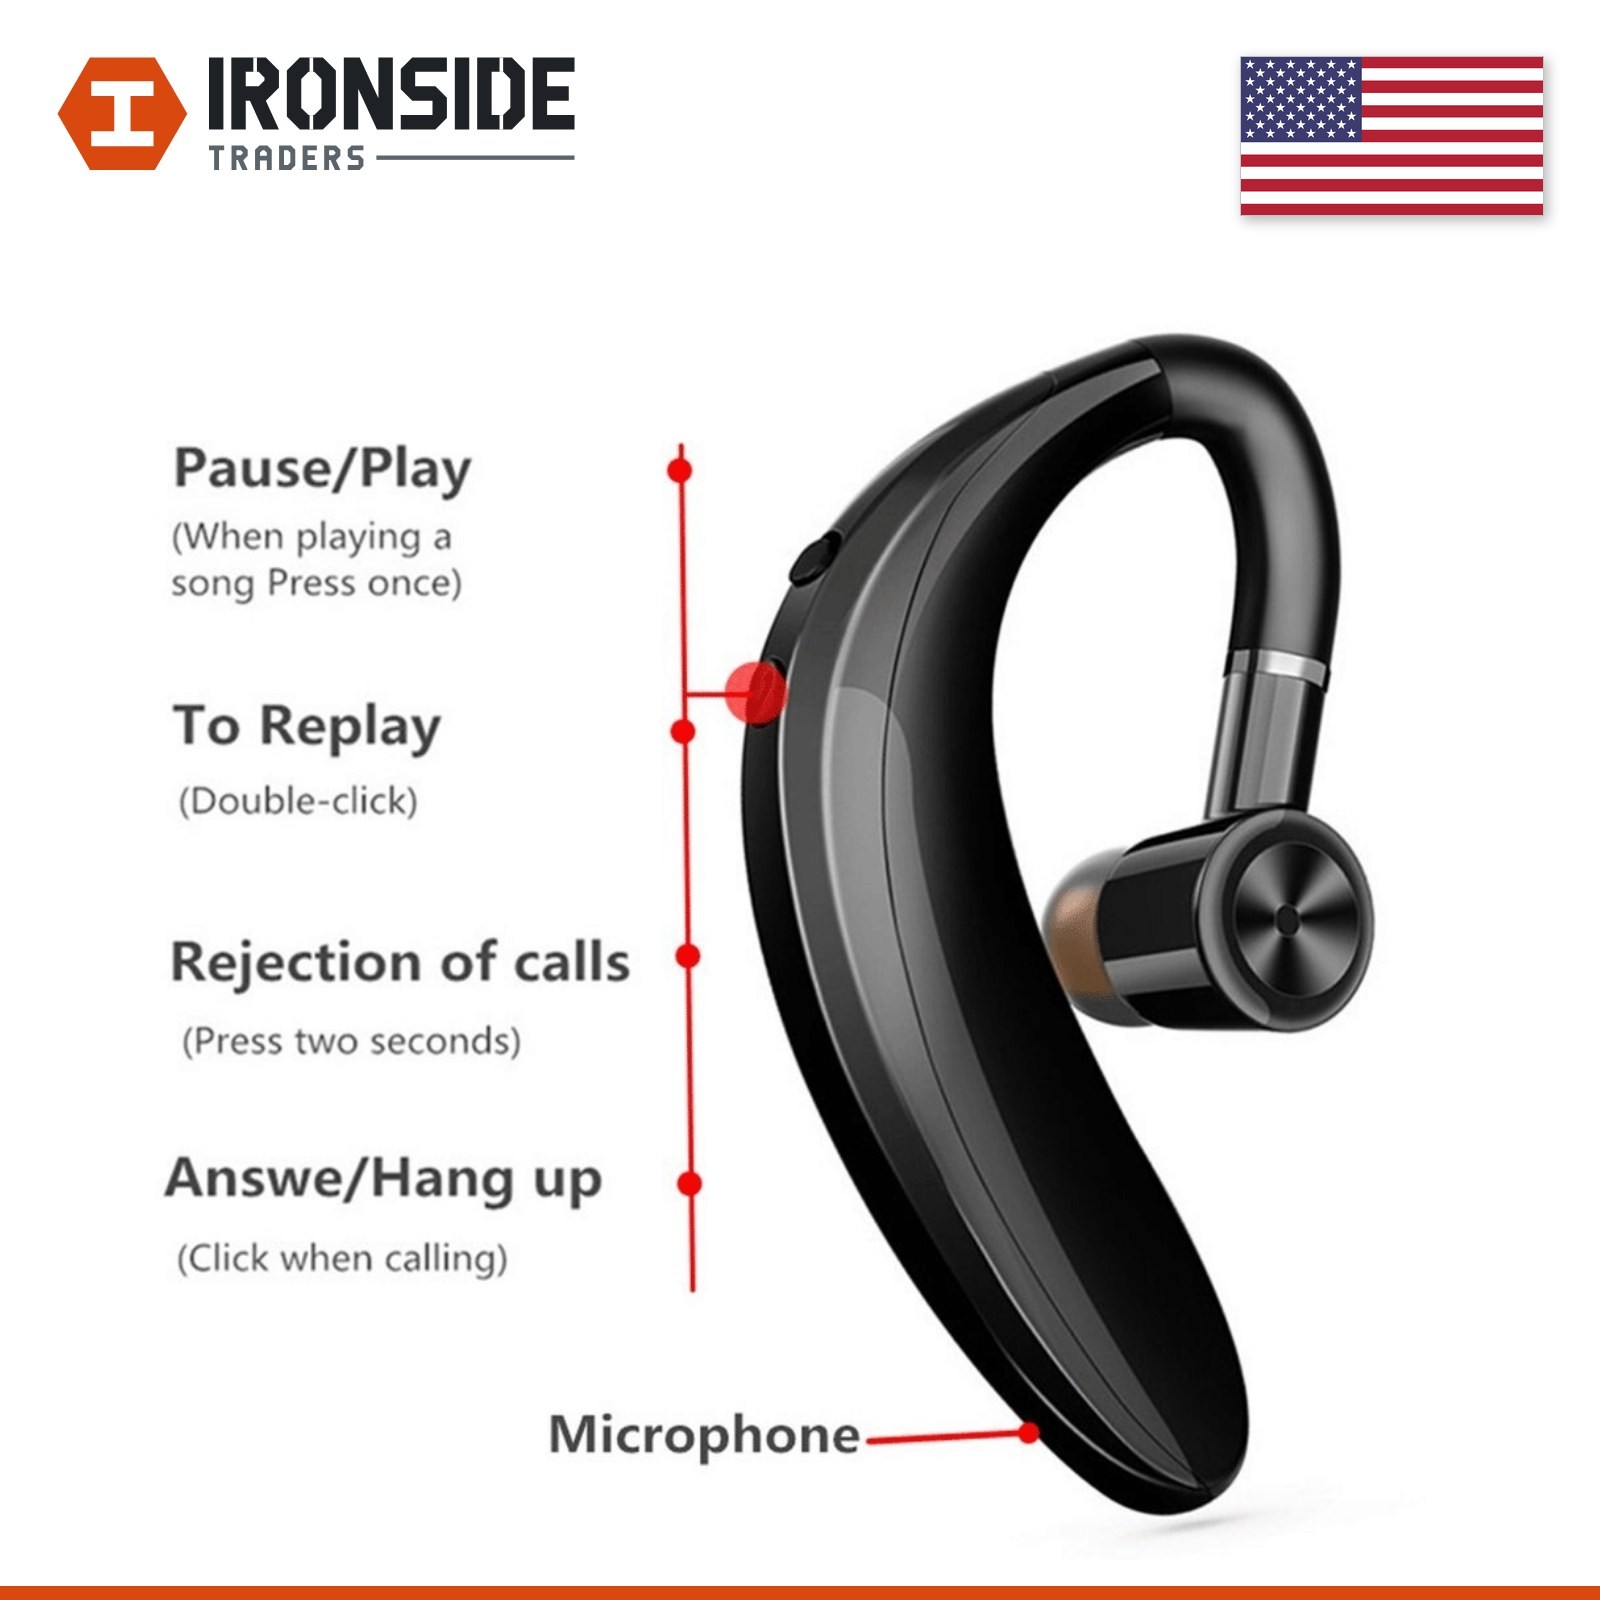 IRONSIDE
TRADERS
Pause/Play
(When playing a
song Press once)
To Replay
(Double-click)
Rejection of calls
(Press two seconds)
Answe/Hang up
(Click when calling)
Microphone